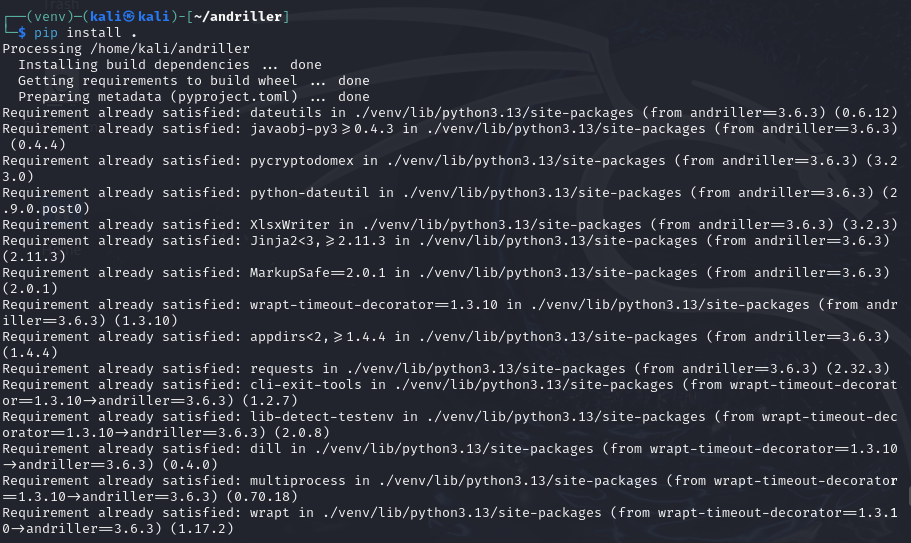 Trash
┌──(venv)─(kali㉿kali)-[~/andriller]
└─$ pip install .
Processing /home/kali/andriller
  Installing build dependencies ... done
  Getting requirements to build wheel ... done
  Preparing metadata (pyproject.toml) ... done
Requirement already satisfied: dateutils in ./venv/lib/python3.13/site-packages (from andriller==3.6.3) (0.6.12)
Requirement already satisfied: javaobj-py3>=0.4.3 in ./venv/lib/python3.13/site-packages (from andriller==3.6.3)
 (0.4.4)
Requirement already satisfied: pycryptodomex in ./venv/lib/python3.13/site-packages (from andriller==3.6.3) (3.2
3.0)
Requirement already satisfied: python-dateutil in ./venv/lib/python3.13/site-packages (from andriller==3.6.3) (2
.9.0.post0)
Requirement already satisfied: XlsxWriter in ./venv/lib/python3.13/site-packages (from andriller==3.6.3) (3.2.3)
Requirement already satisfied: Jinja2<3,>=2.11.3 in ./venv/lib/python3.13/site-packages (from andriller==3.6.3)
(2.11.3)
Requirement already satisfied: MarkupSafe==2.0.1 in ./venv/lib/python3.13/site-packages (from andriller==3.6.3)
(2.0.1)
Requirement already satisfied: wrapt-timeout-decorator==1.3.10 in ./venv/lib/python3.13/site-packages (from andr
iller==3.6.3) (1.3.10)
Requirement already satisfied: appdirs<2,>=1.4.4 in ./venv/lib/python3.13/site-packages (from andriller==3.6.3)
(1.4.4)
Requirement already satisfied: requests in ./venv/lib/python3.13/site-packages (from andriller==3.6.3) (2.32.3)
Requirement already satisfied: cli-exit-tools in ./venv/lib/python3.13/site-packages (from wrapt-timeout-decorat
or==1.3.10->andriller==3.6.3) (1.2.7)
Requirement already satisfied: lib-detect-testenv in ./venv/lib/python3.13/site-packages (from wrapt-timeout-dec
orator==1.3.10->andriller==3.6.3) (2.0.8)
Requirement already satisfied: dill in ./venv/lib/python3.13/site-packages (from wrapt-timeout-decorator==1.3.10
->andriller==3.6.3) (0.4.0)
Requirement already satisfied: multiprocess in ./venv/lib/python3.13/site-packages (from wrapt-timeout-decorator
==1.3.10->andriller==3.6.3) (0.70.18)
Requirement already satisfied: wrapt in ./venv/lib/python3.13/site-packages (from wrapt-timeout-decorator==1.3.1
0->andriller==3.6.3) (1.17.2)